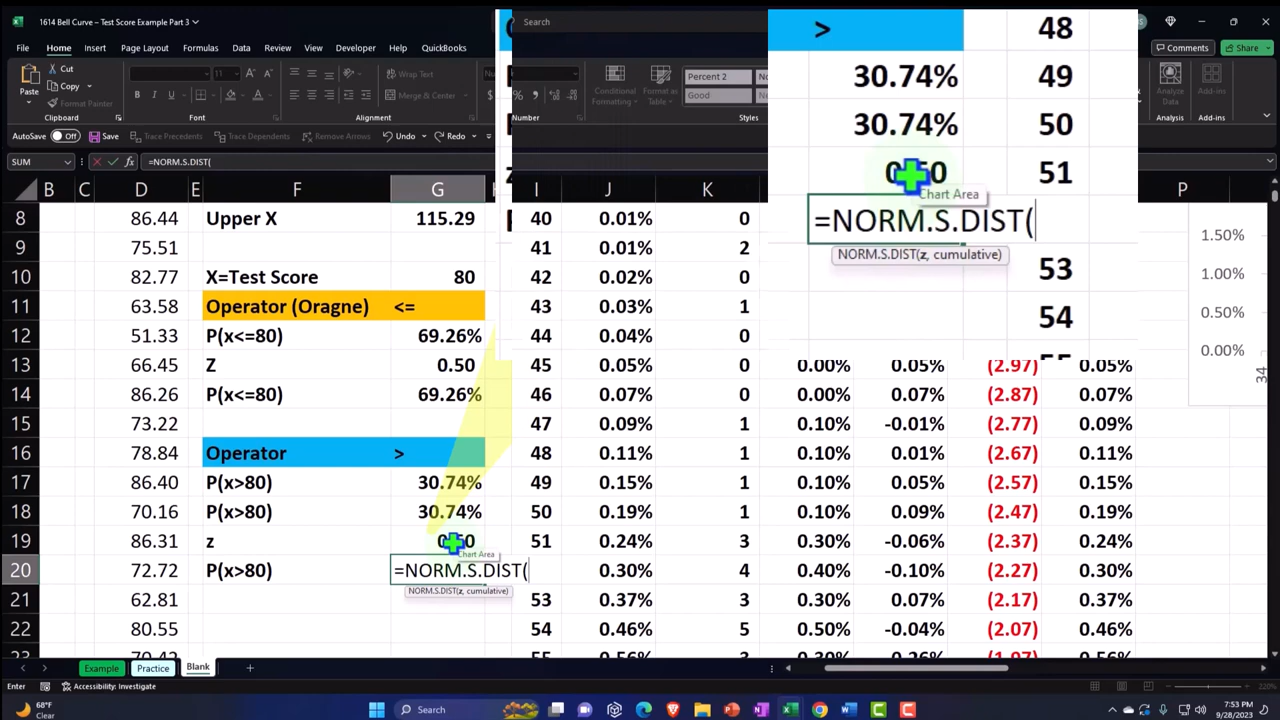 1614 Bell Curve – Test Score Example Part 3
Search
File Home Insert Page Layout Formulas Data Review View Developer Help QuickBooks
Comments Share
Cut
Copy
Paste
Format Painter
Clipboard Font Alignment Number Styles
Wrap Text
Merge & Center
Conditional Formatting
Format as Table
Percent 2
Good
Analyze Data
Add-ins
Add-ins
AutoSave Off Save Trace Precedents Trace Dependents Remove Arrows Undo Redo
SUM =NORM.S.DIST(
> 48
30.74% 49
30.74% 50
51
Chart Area
=NORM.S.DIST(
NORM.S.DIST(z, cumulative)
53
54
B D F G I J K P
8 86.44 Upper X 115.29 40 0.01% 0
9 75.51 41 0.01% 2
10 82.77 X=Test Score 80 42 0.02% 0
11 63.58 Operator (Oragne) <= 43 0.03% 1
12 51.33 P(x<=80) 69.26% 44 0.04% 0
13 66.45 Z 0.50 45 0.05% 0 0.00% 0.05% (2.97) 0.05%
14 86.26 P(x<=80) 69.26% 46 0.07% 0 0.00% 0.07% (2.87) 0.07%
15 73.22 47 0.09% 1 0.10% -0.01% (2.77) 0.09%
16 78.84 Operator > 48 0.11% 1 0.10% 0.01% (2.67) 0.11%
17 86.40 P(x>80) 30.74% 49 0.15% 1 0.10% 0.05% (2.57) 0.15%
18 70.16 P(x>80) 30.74% 50 0.19% 1 0.10% 0.09% (2.47) 0.19%
19 86.31 z 51 0.24% 3 0.30% -0.06% (2.37) 0.24%
Chart Area
20 72.72 P(x>80) =NORM.S.DIST( 0.30% 4 0.40% -0.10% (2.27) 0.30%
NORM.S.DIST(z, cumulative)
21 62.81 53 0.37% 3 0.30% 0.07% (2.17) 0.37%
22 80.55 54 0.46% 5 0.50% -0.04% (2.07) 0.46%
1.50%
1.00%
0.50%
0.00%
34
Example Practice Blank
Enter Accessibility: Investigate 220%
68°F
Clear
Search
7:53 PM
9/28/2023